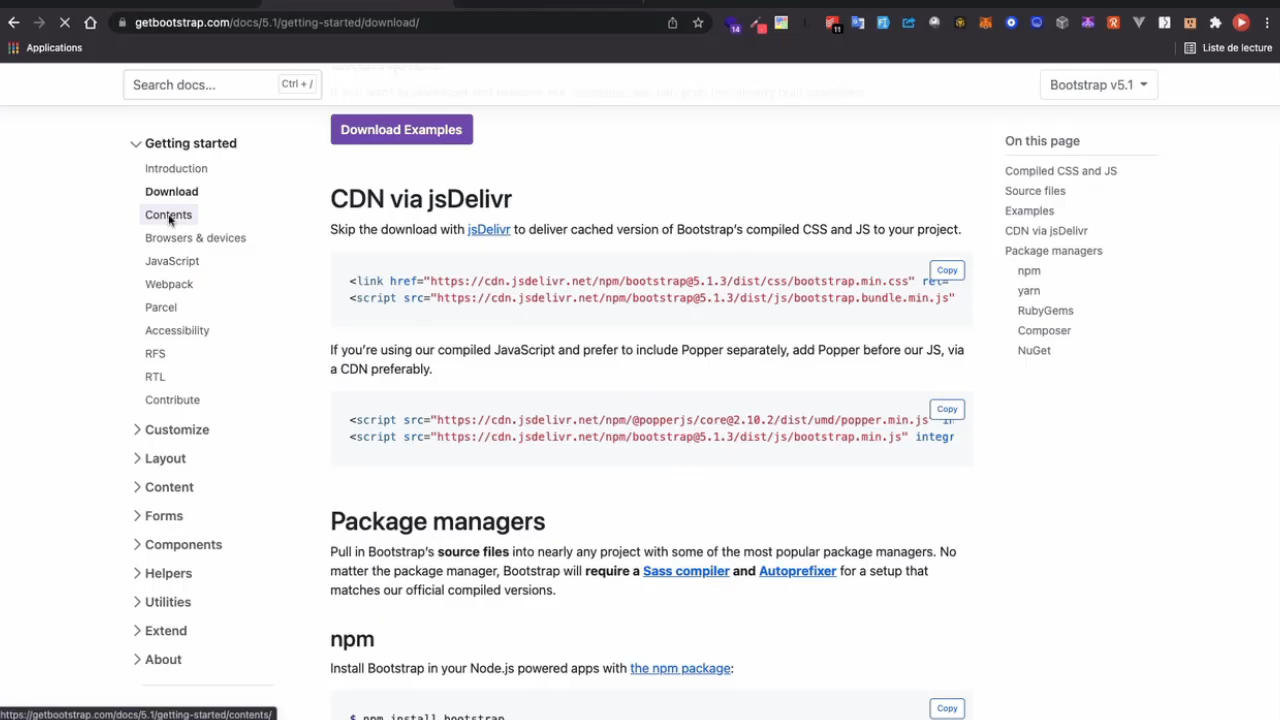 getbootstrap.com/docs/5.1/getting-started/download/
14
11
Applications
Liste de lecture
Search docs...
Ctrl + /
Bootstrap v5.1
Getting started
Introduction
Download
Contents
Browsers & devices
JavaScript
Webpack
Parcel
Accessibility
RFS
RTL
Contribute
Customize
Layout
Content
Forms
Components
Helpers
Utilities
Extend
About
Download Examples
CDN via jsDelivr
Skip the download with jsDelivr to deliver cached version of Bootstrap's compiled CSS and JS to your project.
Copy
<link href="https://cdn.jsdelivr.net/npm/bootstrap@5.1.3/dist/css/bootstrap.min.css" rel=
<script src="https://cdn.jsdelivr.net/npm/bootstrap@5.1.3/dist/js/bootstrap.bundle.min.js"
If you're using our compiled JavaScript and prefer to include Popper separately, add Popper before our JS, via
a CDN preferably.
Copy
<script src="https://cdn.jsdelivr.net/npm/@popperjs/core@2.10.2/dist/umd/popper.min.js"
<script src="https://cdn.jsdelivr.net/npm/bootstrap@5.1.3/dist/js/bootstrap.min.js" integr
Package managers
Pull in Bootstrap's source files into nearly any project with some of the most popular package managers. No
matter the package manager, Bootstrap will require a Sass compiler and Autoprefixer for a setup that
matches our official compiled versions.
npm
Install Bootstrap in your Node.js powered apps with the npm package:
Copy
$ npm install bootstrap
On this page
Compiled CSS and JS
Source files
Examples
CDN via jsDelivr
Package managers
npm
yarn
RubyGems
Composer
NuGet
https://getbootstrap.com/docs/5.1/getting-started/contents/